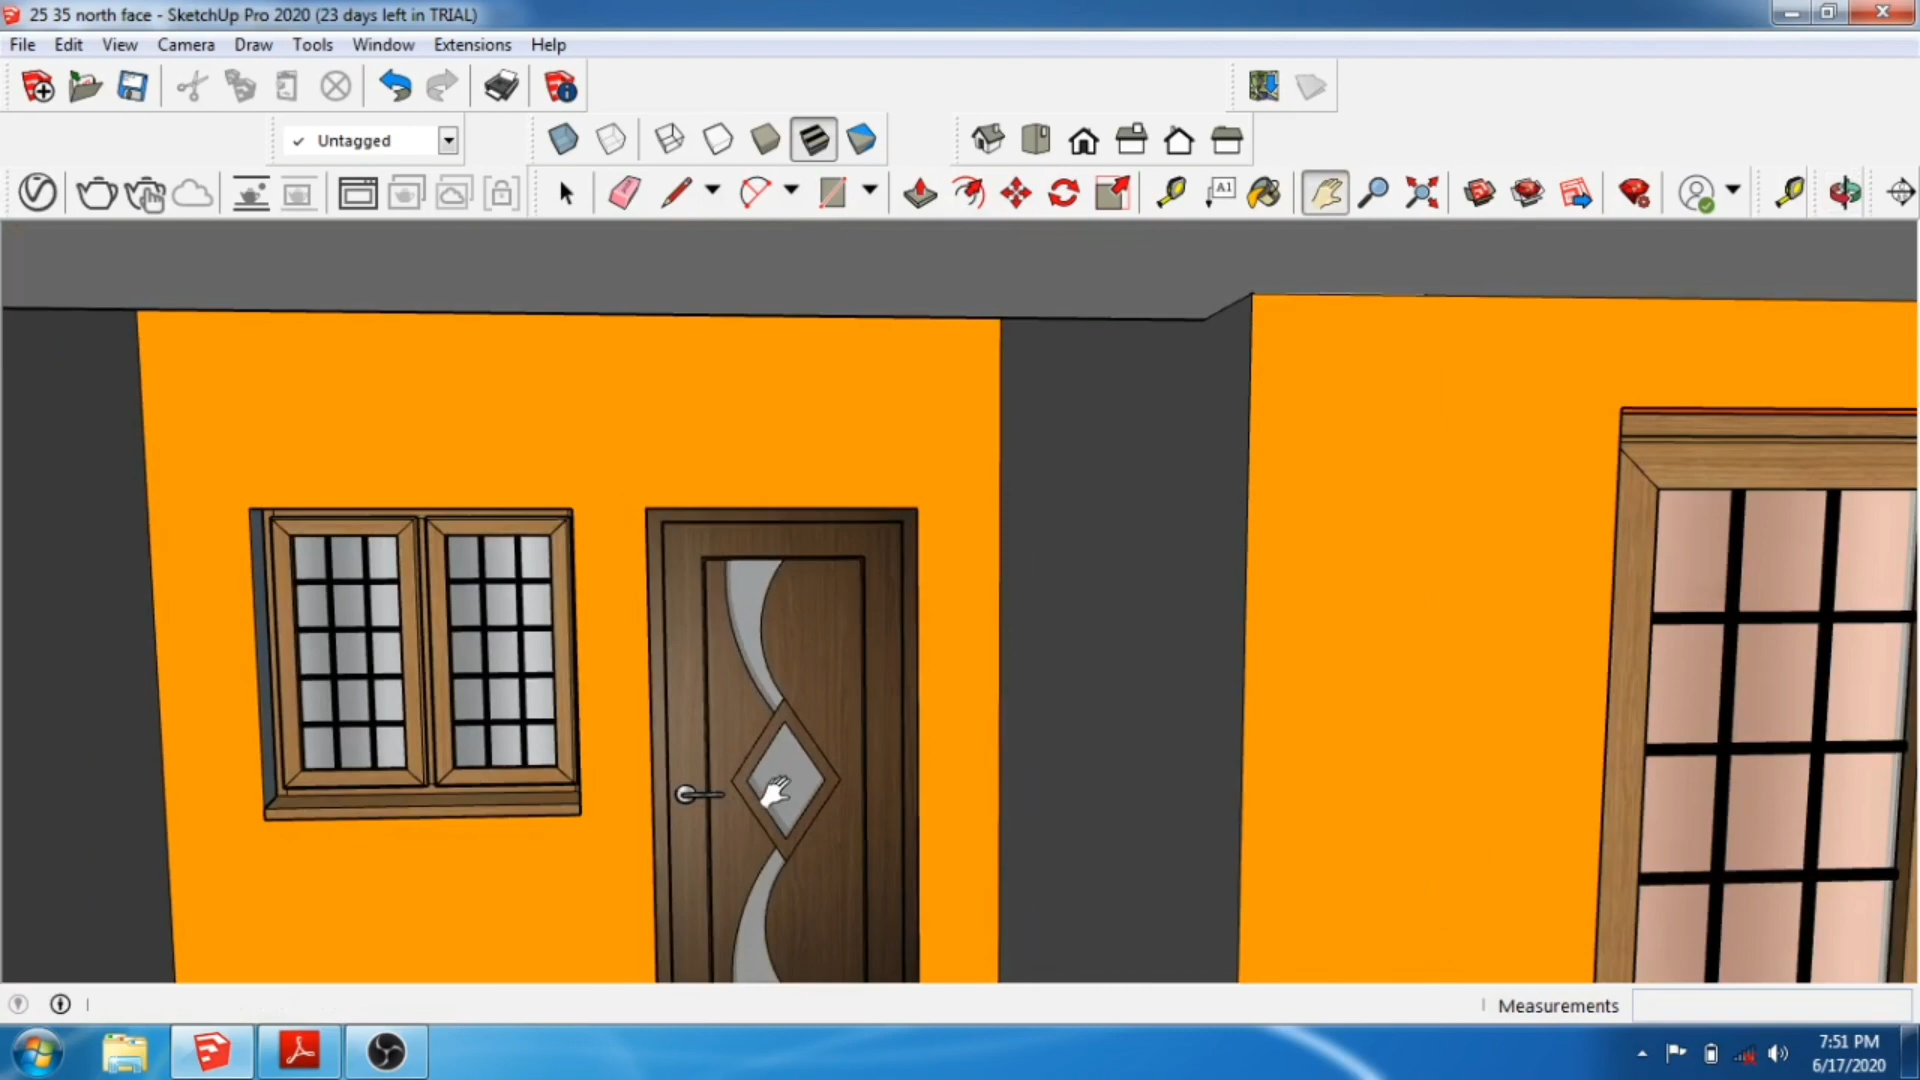 25 35 north face - SketchUp Pro 2020 (23 days left in TRIAL)
File Edit View Camera Draw Tools Window Extensions Help
Untagged
A1
Measurements
7:51 PM
6/17/2020